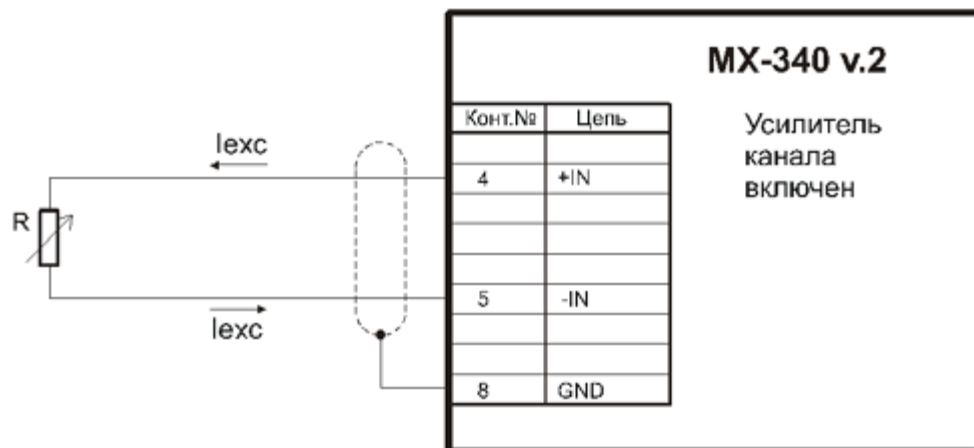 MX-340 v.2
Конт.№ Цепь
Усилитель
канала
включен
Iexc
4 +IN
R
5 -IN
Iexc
8 GND